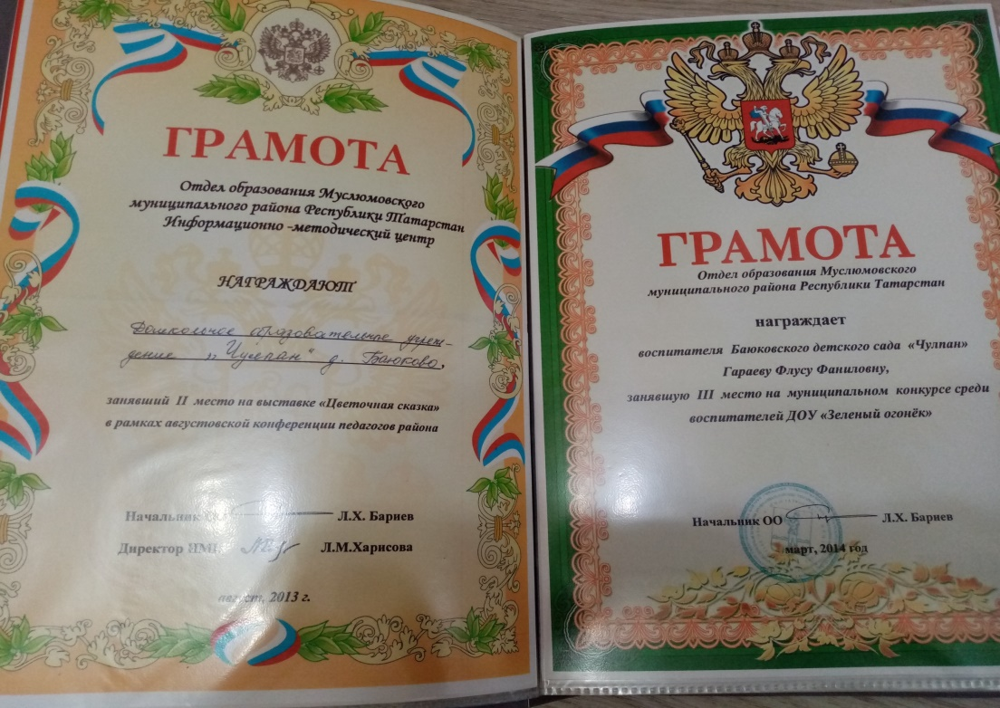 ГРАМОТА
Отдел образования Муслюмовского
муниципального района Республики Татарстан
Информационно -методический центр
НАГРАЖДАЮТ
Дошкольное образовательное учреж-
дение „Чулпан" д. Баюково,
занявший II место на выставке «Цветочная сказка»
в рамках августовской конференции педагогов района
Начальник Л.Х. Бариев
Директор ИМЦ Л.М.Харисова
август, 2013 г.
ГРАМОТА
Отдел образования Муслюмовского
муниципального района Республики Татарстан
награждает
воспитателя Баюковского детского сада «Чулпан»
Гараеву Флусу Фаниловну,
занявшую III место на муниципальном конкурсе среди
воспитателей ДОУ «Зеленый огонёк»
Начальник ОО Л.Х. Бариев
март, 2014 год